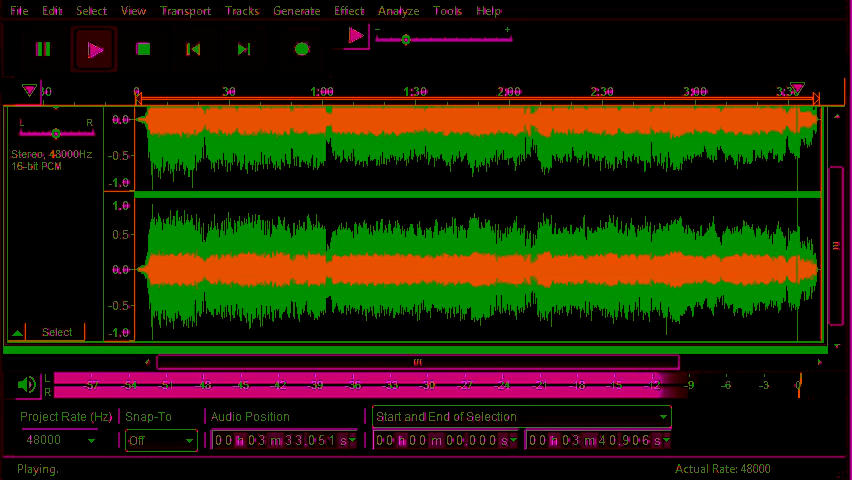 File Edit Select View Transport Tracks Generate Effect Analyze Tools Help
- +
30 0 30 1:00 1:30 2:00 2:30 3:00 3:30
L R
Stereo, 48000Hz
16-bit PCM
0.0
-0.5
-1.0
1.0
0.5
0.0
-0.5
-1.0
Select
L
R
-57 -54 -51 -48 -45 -42 -39 -36 -33 -30 -27 -24 -21 -18 -15 -12 -9 -6 -3 0
Project Rate (Hz) Snap-To Audio Position Start and End of Selection
48000 Off 00 h 03 m 33.051 s 00 h 00 m 00.000 s 00 h 03 m 40.906 s
Playing. Actual Rate: 48000